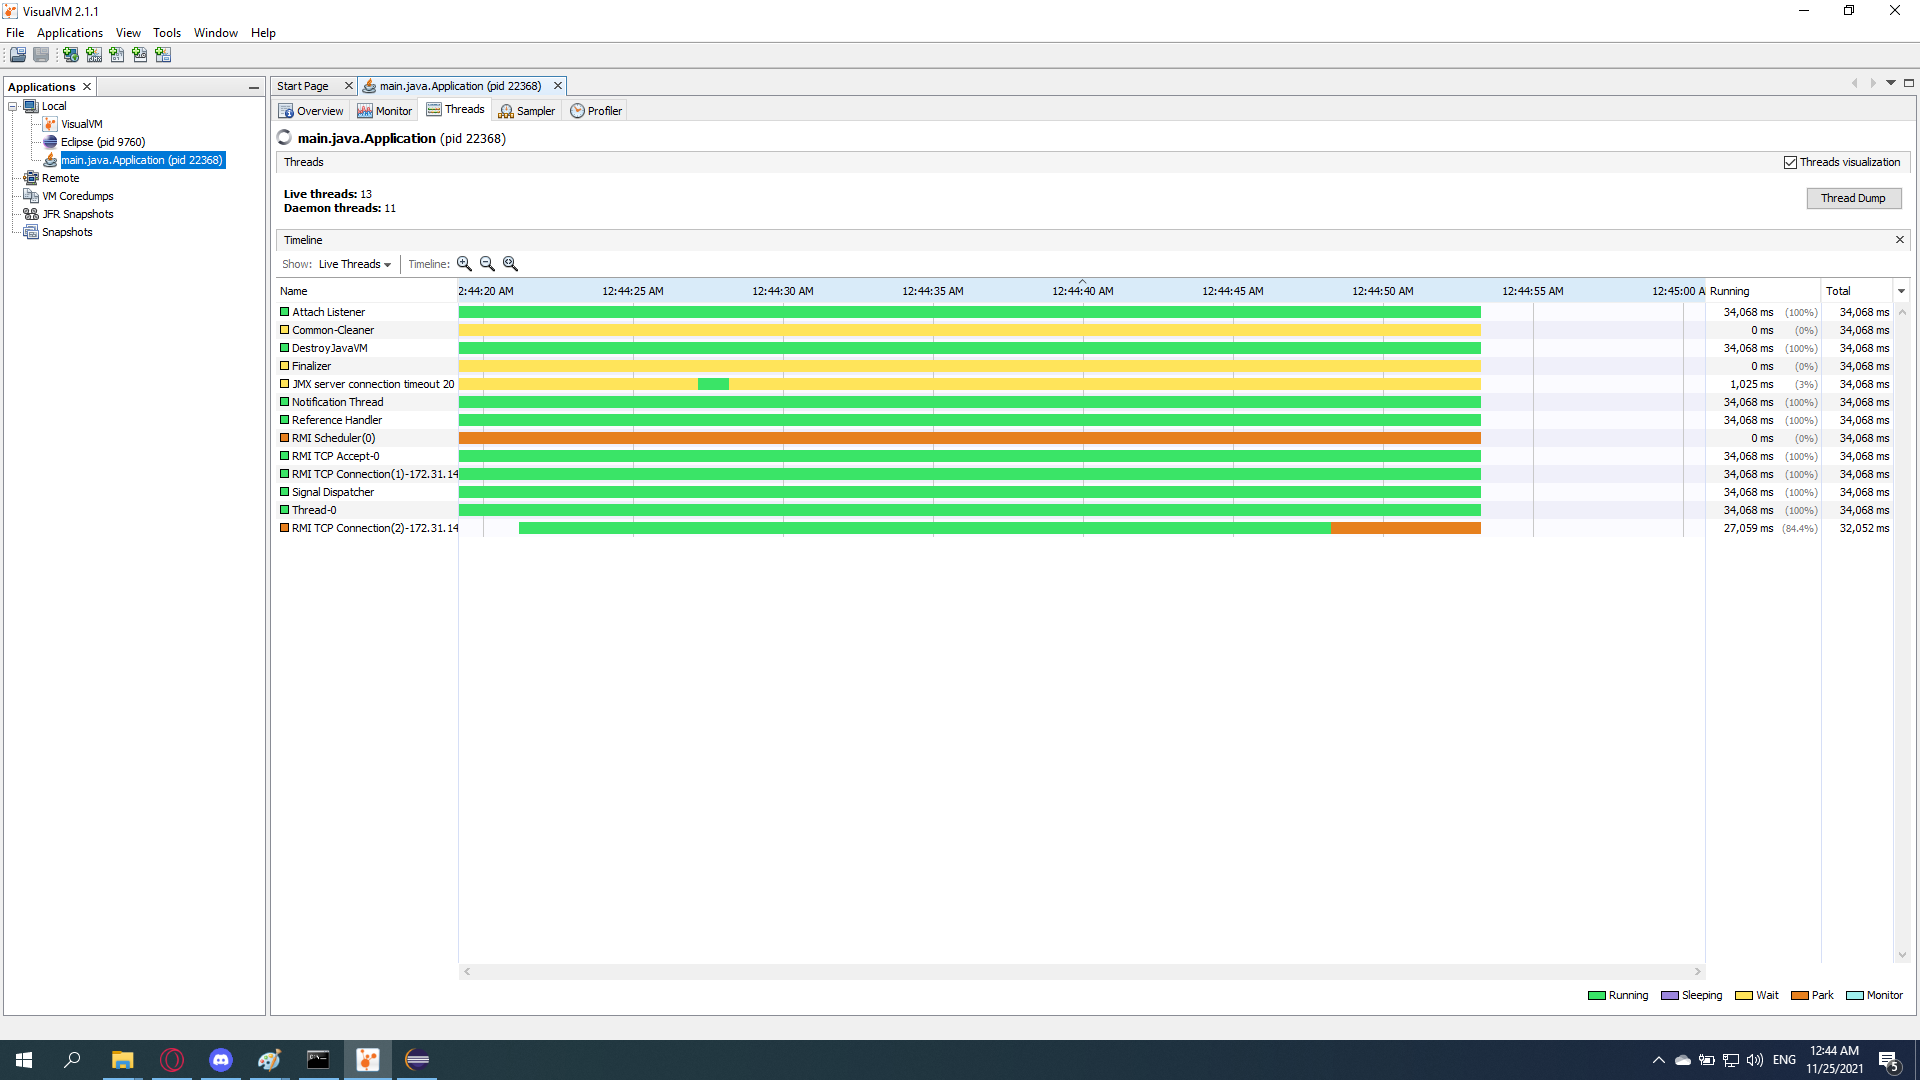 VisualVM 2.1.1
File Applications View Tools Window Help
Applications
Local
VisualVM
Eclipse (pid 9760)
main.java.Application (pid 22368)
Remote
VM Coredumps
JFR Snapshots
Snapshots
Start Page main.java.Application (pid 22368)
Overview Monitor Threads Sampler Profiler
main.java.Application (pid 22368)
Threads Threads visualization
Live threads: 13
Daemon threads: 11
Thread Dump
Timeline
Show: Live Threads Timeline:
Name 2:44:20 AM 12:44:25 AM 12:44:30 AM 12:44:35 AM 12:44:40 AM 12:44:45 AM 12:44:50 AM 12:44:55 AM 12:45:00 A Running Total
Attach Listener 34,068 ms (100%) 34,068 ms
Common-Cleaner 0 ms (0%) 34,068 ms
DestroyJavaVM 34,068 ms (100%) 34,068 ms
Finalizer 0 ms (0%) 34,068 ms
JMX server connection timeout 20 1,025 ms (3%) 34,068 ms
Notification Thread 34,068 ms (100%) 34,068 ms
Reference Handler 34,068 ms (100%) 34,068 ms
RMI Scheduler(0) 0 ms (0%) 34,068 ms
RMI TCP Accept-0 34,068 ms (100%) 34,068 ms
RMI TCP Connection(1)-172.31.14 34,068 ms (100%) 34,068 ms
Signal Dispatcher 34,068 ms (100%) 34,068 ms
Thread-0 34,068 ms (100%) 34,068 ms
RMI TCP Connection(2)-172.31.14 27,059 ms (84.4%) 32,052 ms
Running Sleeping Wait Park Monitor
ENG
12:44 AM
11/25/2021
5